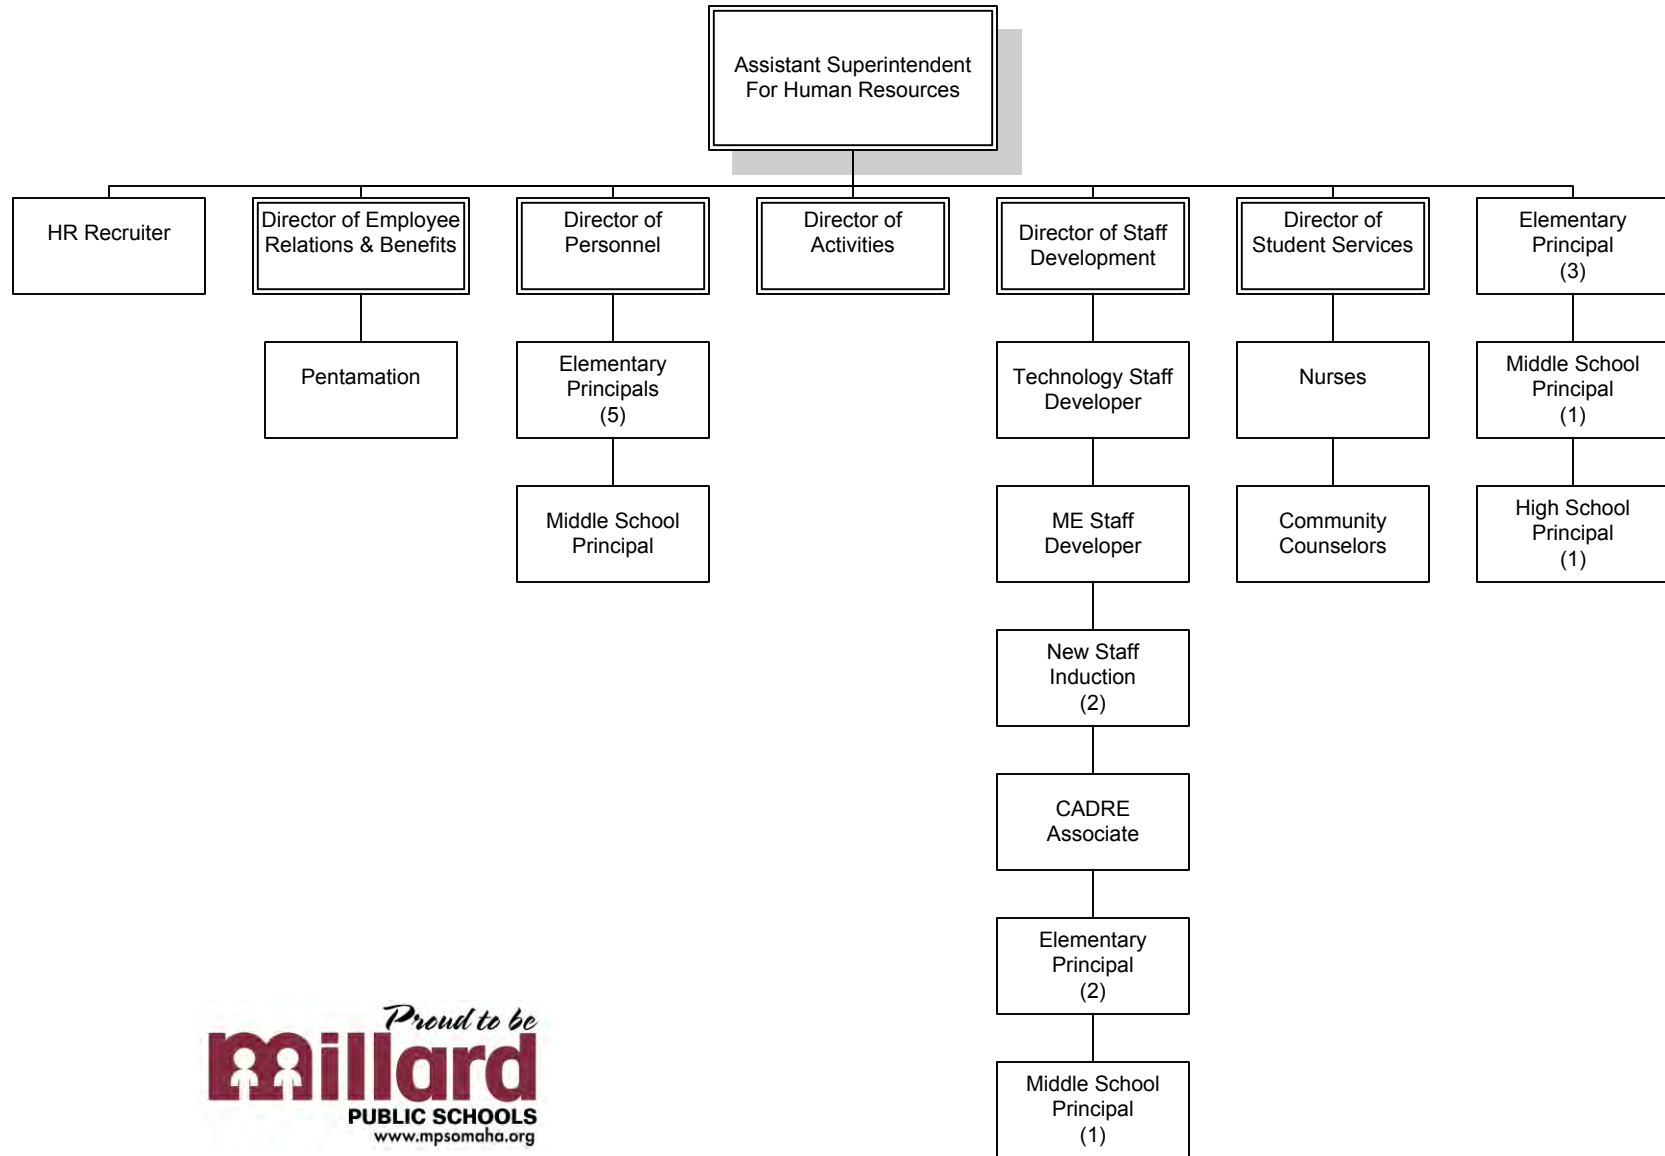 Assistant Superintendent
For Human Resources
HR Recruiter
Director of Employee
Relations & Benefits
Director of
Personnel
Director of
Activities
Director of Staff
Development
Director of
Student Services
Elementary
Principal
(3)
Pentamation
Elementary
Principals
(5)
Technology Staff
Developer
Nurses
Middle School
Principal
(1)
Middle School
Principal
ME Staff
Developer
Community
Counselors
High School
Principal
(1)
New Staff
Induction
(2)
CADRE
Associate
Elementary
Principal
(2)
Middle School
Principal
(1)
Proud to be
millard
PUBLIC SCHOOLS
www.mpsomaha.org